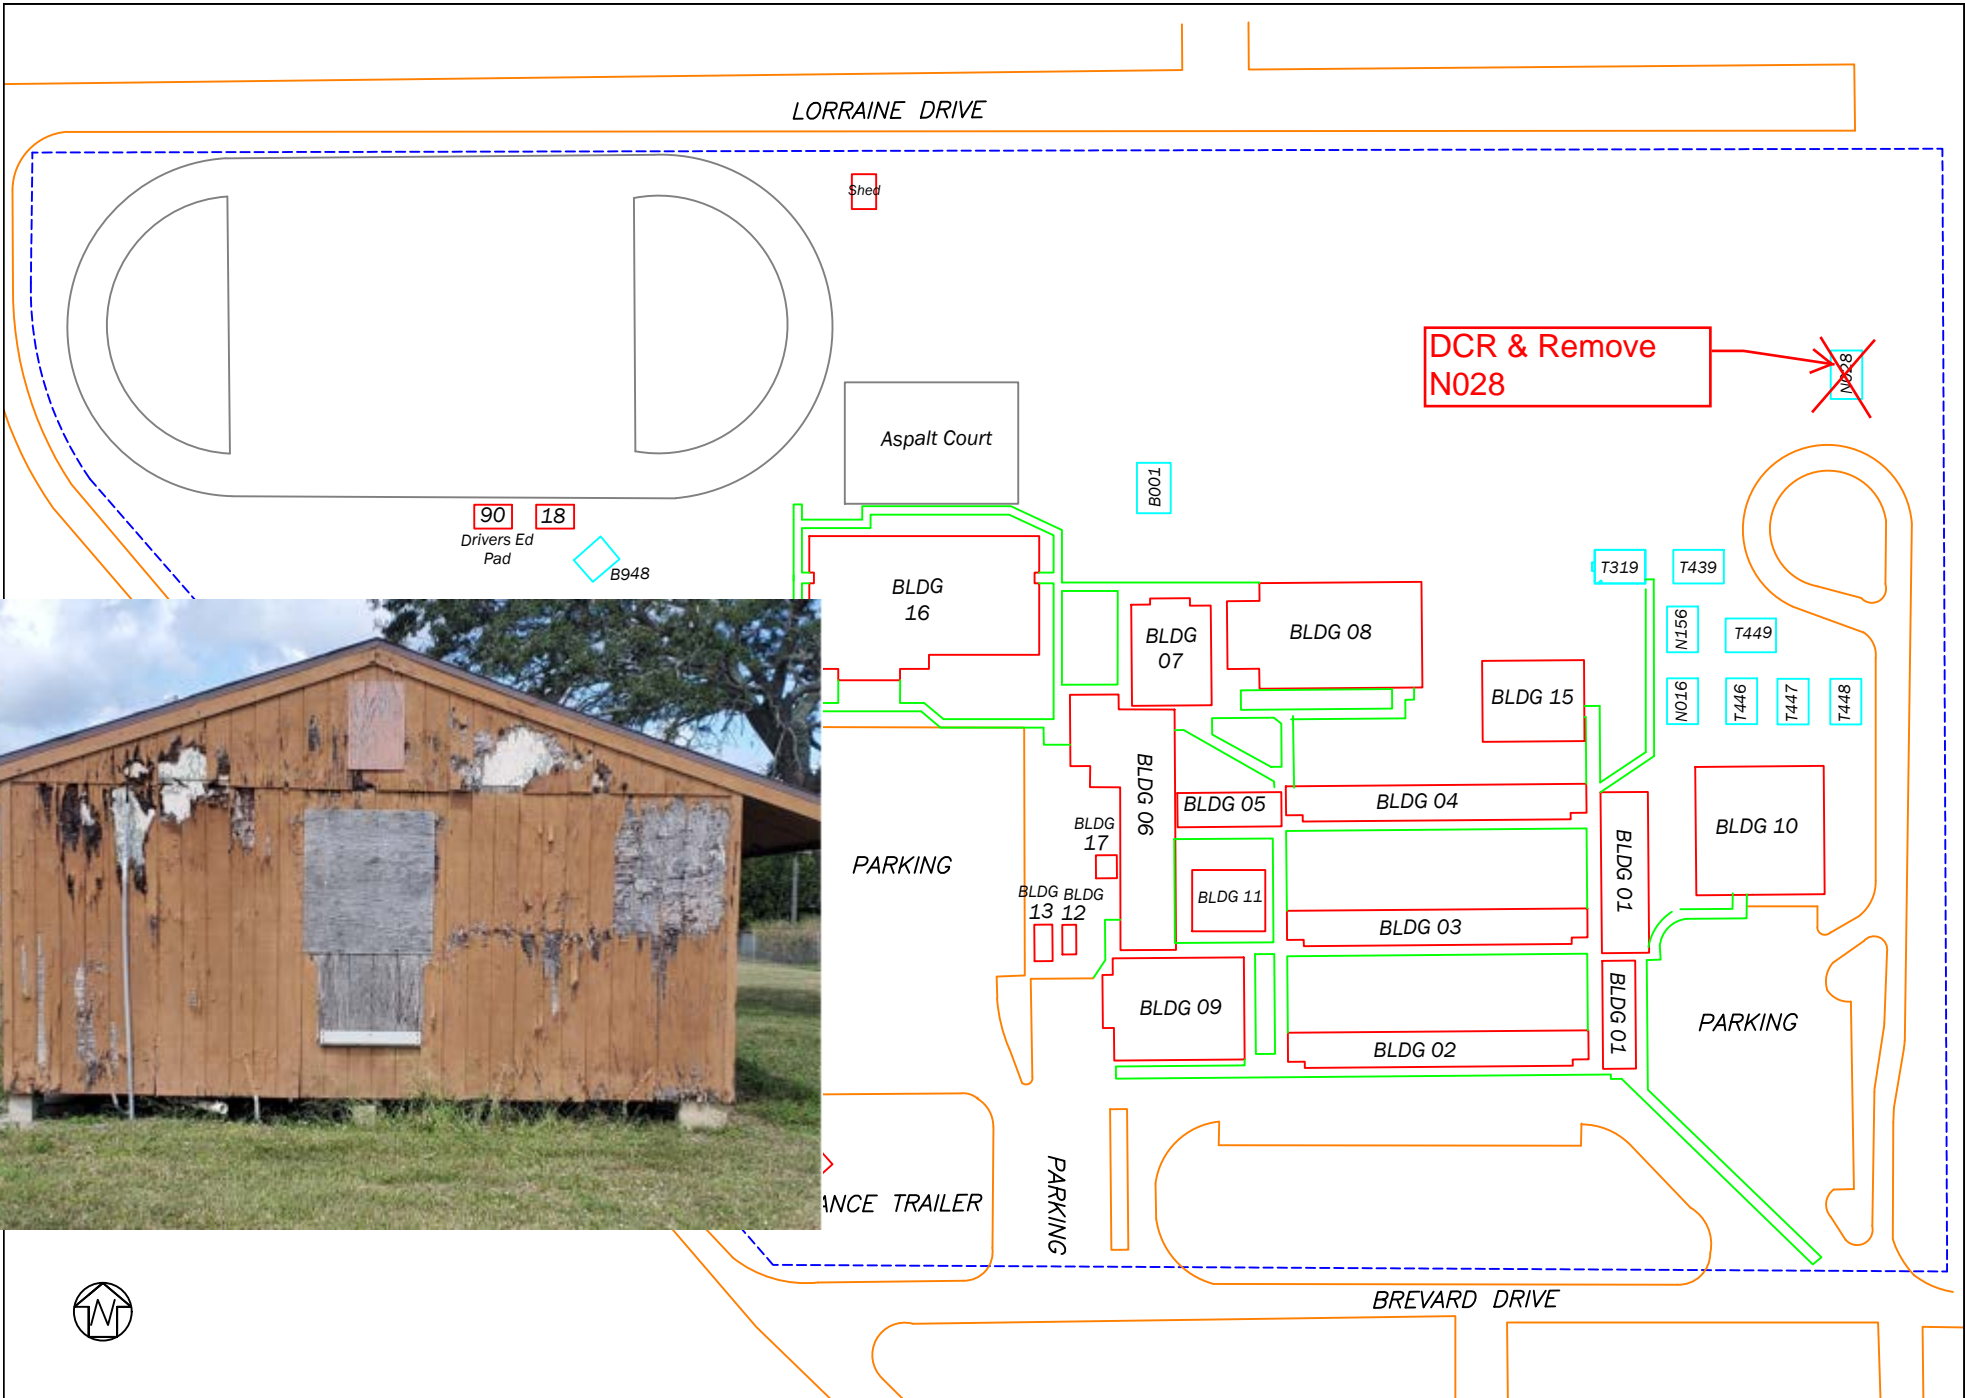 LORRAINE DRIVE
Shed
DCR & Remove
N028
N028
Aspalt Court
B001
90
18
Drivers Ed
Pad
B948
T319
T439
BLDG
16
N156
T449
BLDG
07
BLDG 08
BLDG 15
N016
T446
T447
T448
BLDG 06
BLDG 05
BLDG 04
BLDG 10
BLDG
17
PARKING
BLDG 01
BLDG
13
BLDG
12
BLDG 11
BLDG 03
BLDG 09
BLDG 01
PARKING
BLDG 02
PARKING
ANCE TRAILER
N
BREVARD DRIVE